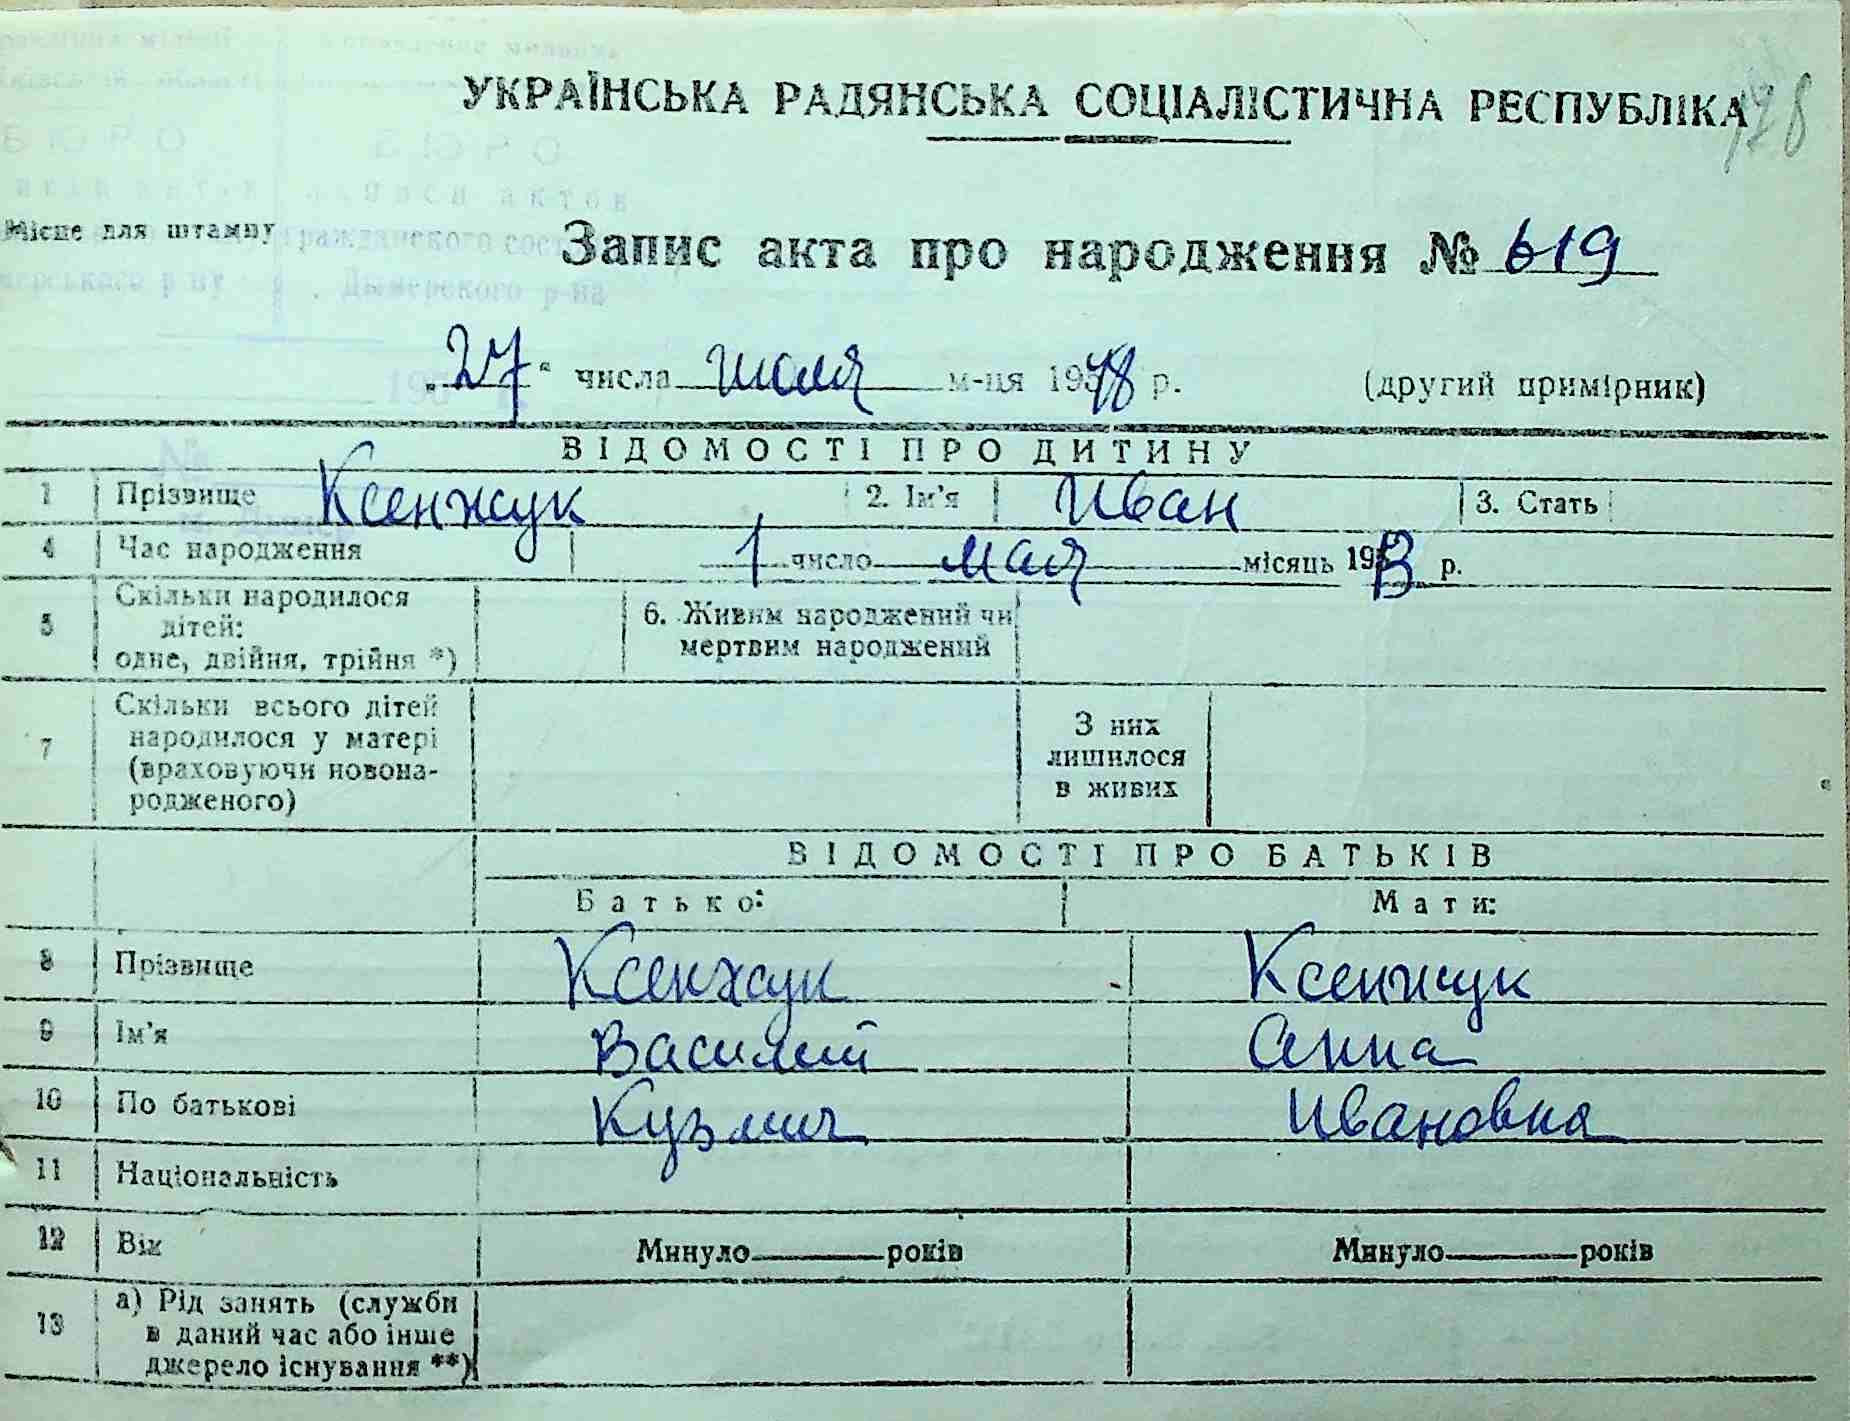 128
УКРАЇНСЬКА РАДЯНСЬКА СОЦІАЛІСТИЧНА РЕСПУБЛІКА
Місце для штампу
Запис акта про народження № 619
„27“ числа июля м-ця 1948 р. (другий примірник)
ВІДОМОСТІ ПРО ДИТИНУ
1 Прізвище Ксенжук 2. Ім'я Иван 3. Стать
4 Час народження 1 число мая місяць 195 р.
5 Скільки народилося дітей: одне, двійня, трійня *) 6. Живим народжений чи мертвим народжений
7 Скільки всього дітей народилося у матері (враховуючи новонародженого) З них лишилося в живих
ВІДОМОСТІ ПРО БАТЬКІВ
Батько: Мати:
8 Прізвище Ксенжук Ксенжук
9 Ім'я Василий Анна
10 По батькові Кузмич Ивановна
11 Національність
12 Вік Минуло років Минуло років
13 а) Рід занять (служби в даний час або інше джерело існування **)